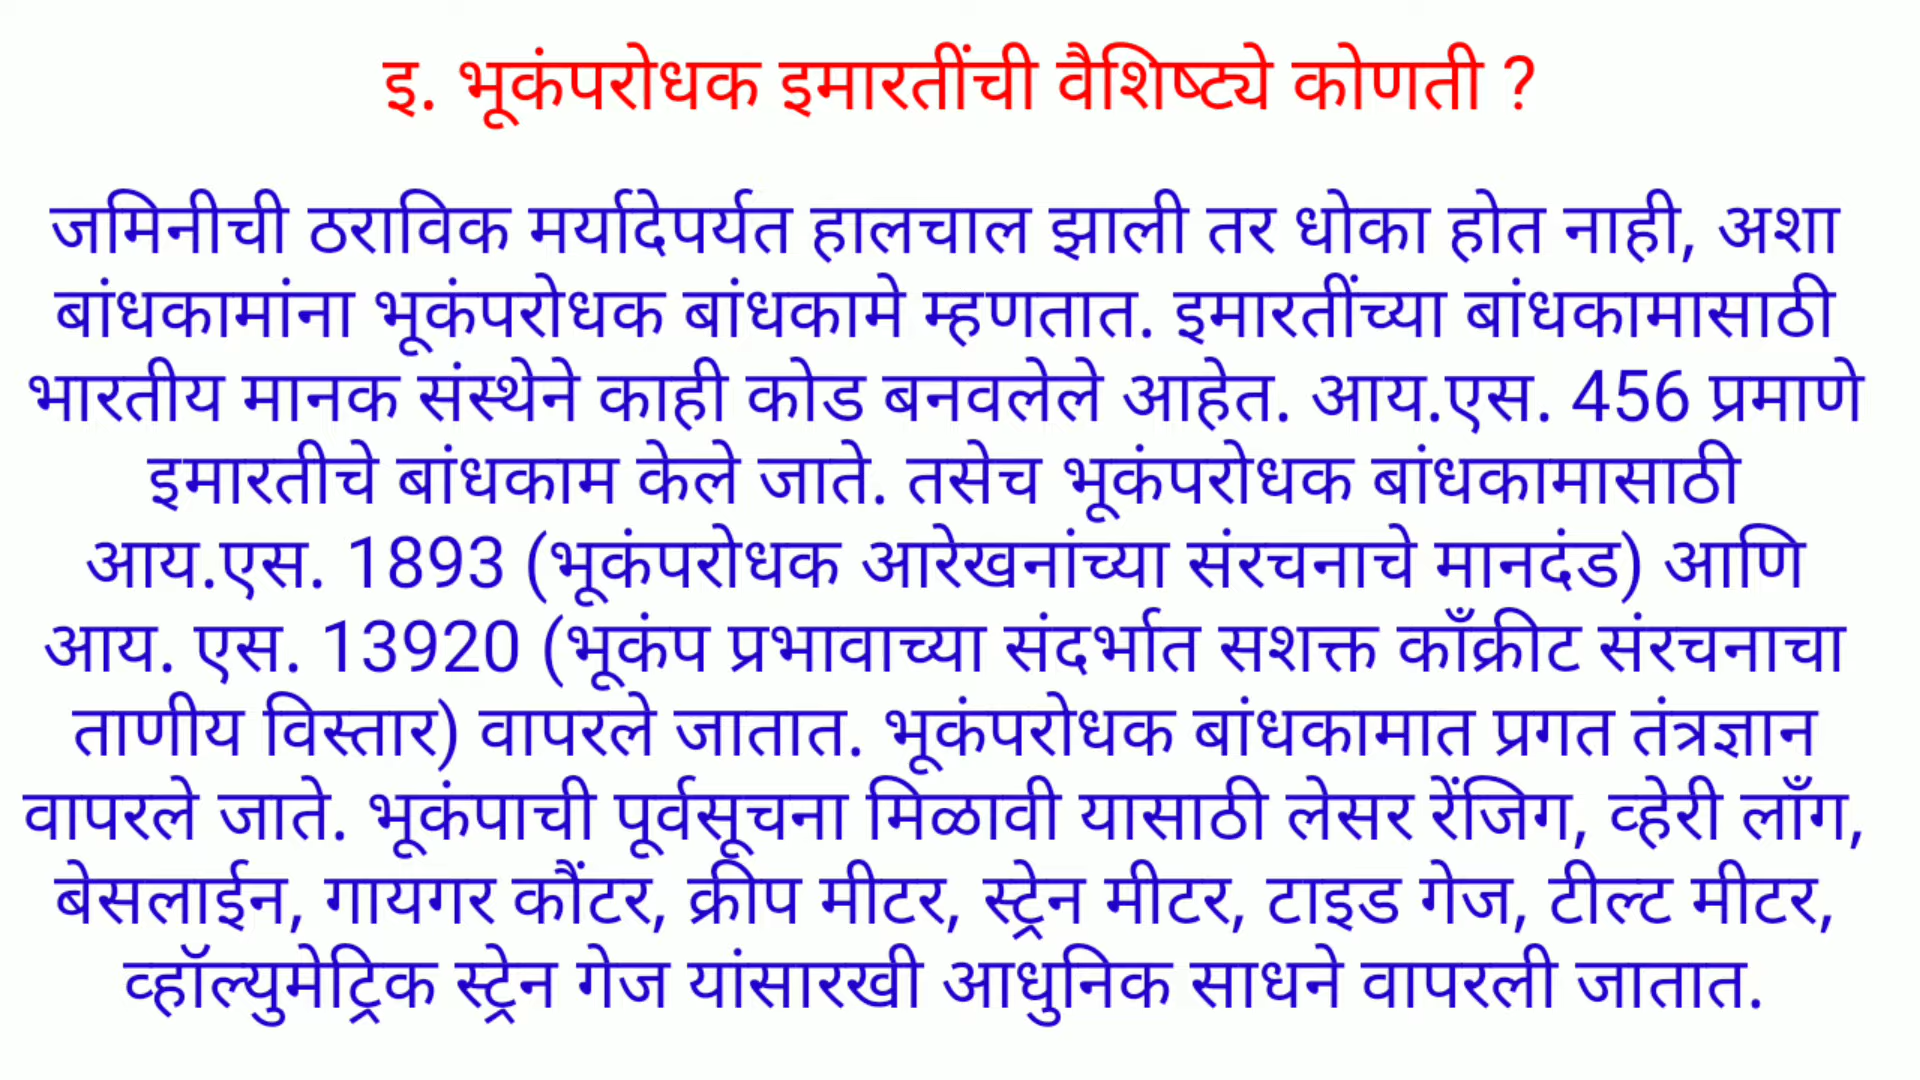 इ. भूकंपरोधक इमारतींची वैशिष्ट्ये कोणती ?
जमिनीची ठराविक मर्यादेपर्यत हालचाल झाली तर धोका होत नाही, अशा
बांधकामांना भूकंपरोधक बांधकामे म्हणतात. इमारतींच्या बांधकामासाठी
भारतीय मानक संस्थेने काही कोड बनवलेले आहेत. आय.एस. 456 प्रमाणे
इमारतीचे बांधकाम केले जाते. तसेच भूकंपरोधक बांधकामासाठी
आय.एस. 1893 (भूकंपरोधक आरेखनांच्या संरचनाचे मानदंड) आणि
आय. एस. 13920 (भूकंप प्रभावाच्या संदर्भात सशक्त काँक्रीट संरचनाचा
ताणीय विस्तार) वापरले जातात. भूकंपरोधक बांधकामात प्रगत तंत्रज्ञान
वापरले जाते. भूकंपाची पूर्वसूचना मिळावी यासाठी लेसर रेंजिग, व्हेरी लाँग,
बेसलाईन, गायगर कौंटर, क्रीप मीटर, स्ट्रेन मीटर, टाइड गेज, टील्ट मीटर,
व्हॉल्युमेट्रिक स्ट्रेन गेज यांसारखी आधुनिक साधने वापरली जातात.